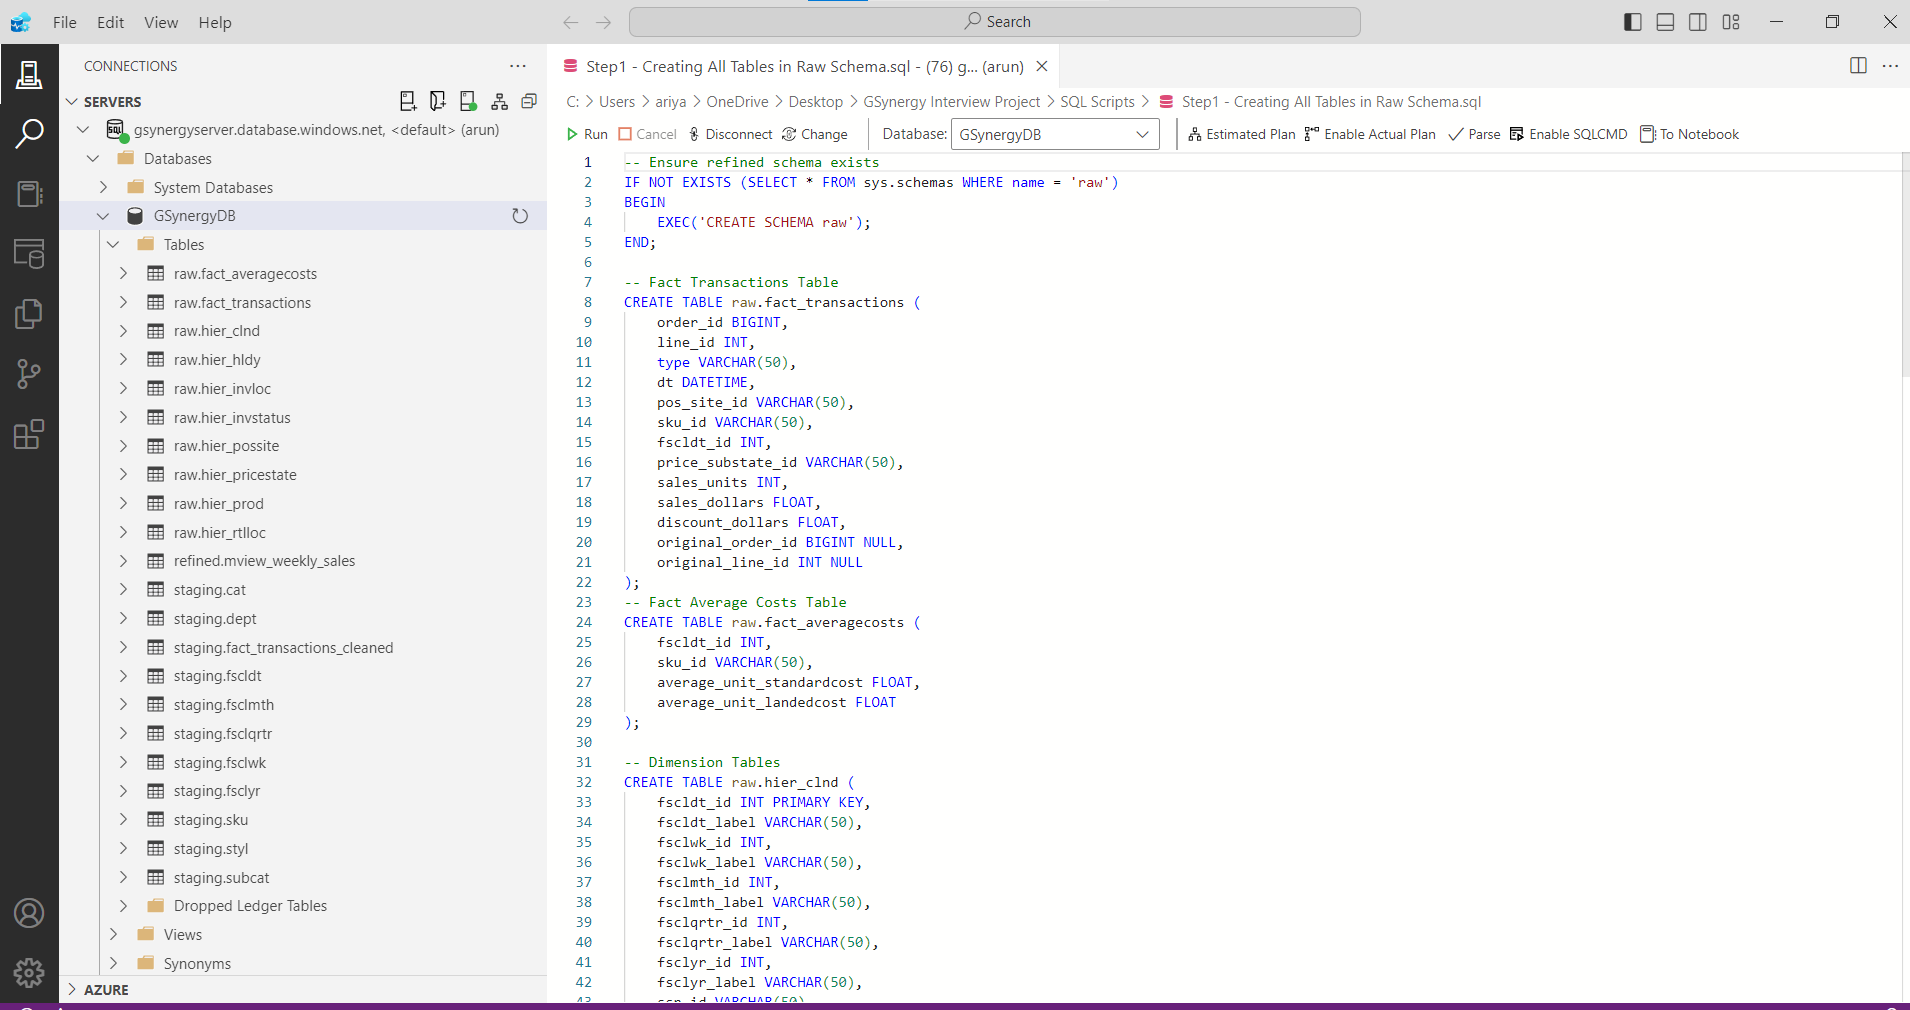 File Edit View Help
Search
CONNECTIONS
SERVERS
gsynergyserver.database.windows.net, <default> (arun)
Databases
System Databases
GSynergyDB
Tables
raw.fact_averagecosts
raw.fact_transactions
raw.hier_clnd
raw.hier_hldy
raw.hier_invloc
raw.hier_invstatus
raw.hier_possite
raw.hier_pricestate
raw.hier_prod
raw.hier_rtlloc
refined.mview_weekly_sales
staging.cat
staging.dept
staging.fact_transactions_cleaned
staging.fscldt
staging.fsclmth
staging.fsclqrtr
staging.fsclwk
staging.fsclyr
staging.sku
staging.styl
staging.subcat
Dropped Ledger Tables
Views
Synonyms
AZURE
Step1 - Creating All Tables in Raw Schema.sql - (76) g... (arun)
C: > Users > ariya > OneDrive > Desktop > GSynergy Interview Project > SQL Scripts > Step1 - Creating All Tables in Raw Schema.sql
Run Cancel Disconnect Change Database: GSynergyDB Estimated Plan Enable Actual Plan Parse Enable SQLCMD To Notebook
1 -- Ensure refined schema exists
2 IF NOT EXISTS (SELECT * FROM sys.schemas WHERE name = 'raw')
3 BEGIN
4 EXEC('CREATE SCHEMA raw');
5 END;
6
7 -- Fact Transactions Table
8 CREATE TABLE raw.fact_transactions (
9 order_id BIGINT,
10 line_id INT,
11 type VARCHAR(50),
12 dt DATETIME,
13 pos_site_id VARCHAR(50),
14 sku_id VARCHAR(50),
15 fscldt_id INT,
16 price_substate_id VARCHAR(50),
17 sales_units INT,
18 sales_dollars FLOAT,
19 discount_dollars FLOAT,
20 original_order_id BIGINT NULL,
21 original_line_id INT NULL
22 );
23 -- Fact Average Costs Table
24 CREATE TABLE raw.fact_averagecosts (
25 fscldt_id INT,
26 sku_id VARCHAR(50),
27 average_unit_standardcost FLOAT,
28 average_unit_landedcost FLOAT
29 );
30
31 -- Dimension Tables
32 CREATE TABLE raw.hier_clnd (
33 fscldt_id INT PRIMARY KEY,
34 fscldt_label VARCHAR(50),
35 fsclwk_id INT,
36 fsclwk_label VARCHAR(50),
37 fsclmth_id INT,
38 fsclmth_label VARCHAR(50),
39 fsclqrtr_id INT,
40 fsclqrtr_label VARCHAR(50),
41 fsclyr_id INT,
42 fsclyr_label VARCHAR(50),
43 ssn_id VARCHAR(50),